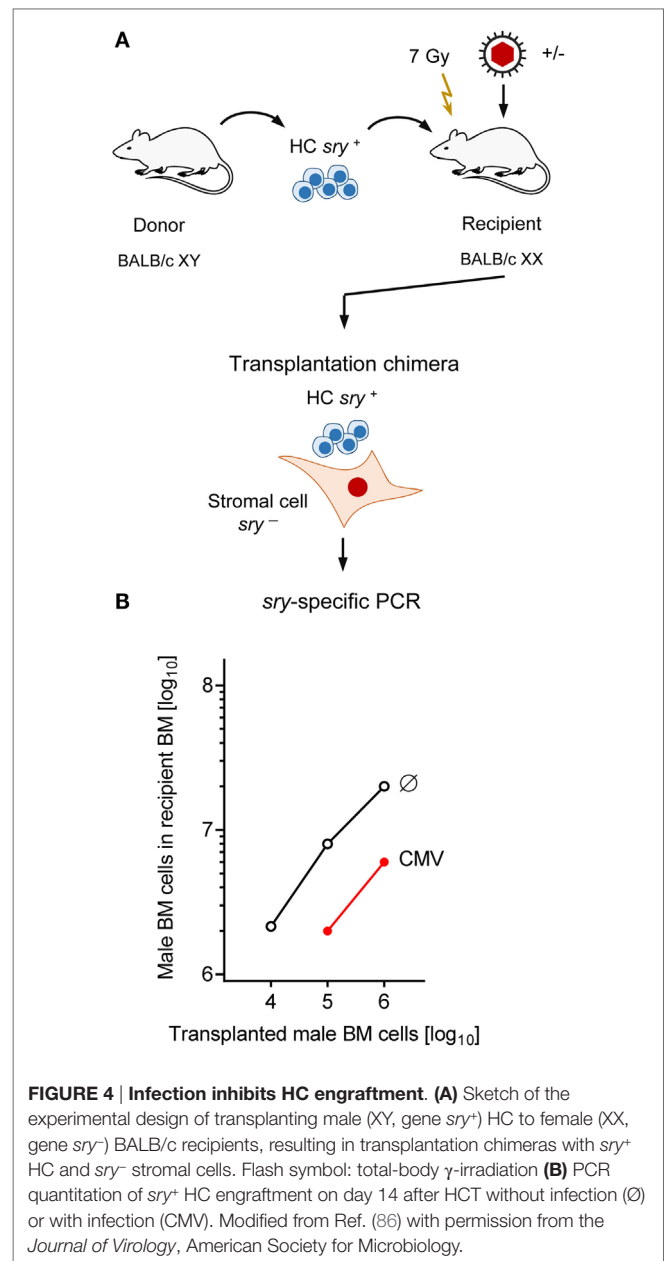 A
7 Gy
+/-
HC sry +
Donor
Recipient
BALB/c XY
BALB/c XX
Transplantation chimera
HC sry +
Stromal cell
sry –
B
sry-specific PCR
Male BM cells in recipient BM [log10]
8
7
6
Ø
CMV
4 5 6
Transplanted male BM cells [log10]
FIGURE 4 | Infection inhibits HC engraftment. (A) Sketch of the
experimental design of transplanting male (XY, gene sry+) HC to female (XX,
gene sry−) BALB/c recipients, resulting in transplantation chimeras with sry+
HC and sry− stromal cells. Flash symbol: total-body γ-irradiation (B) PCR
quantitation of sry+ HC engraftment on day 14 after HCT without infection (Ø)
or with infection (CMV). Modified from Ref. (86) with permission from the
Journal of Virology, American Society for Microbiology.